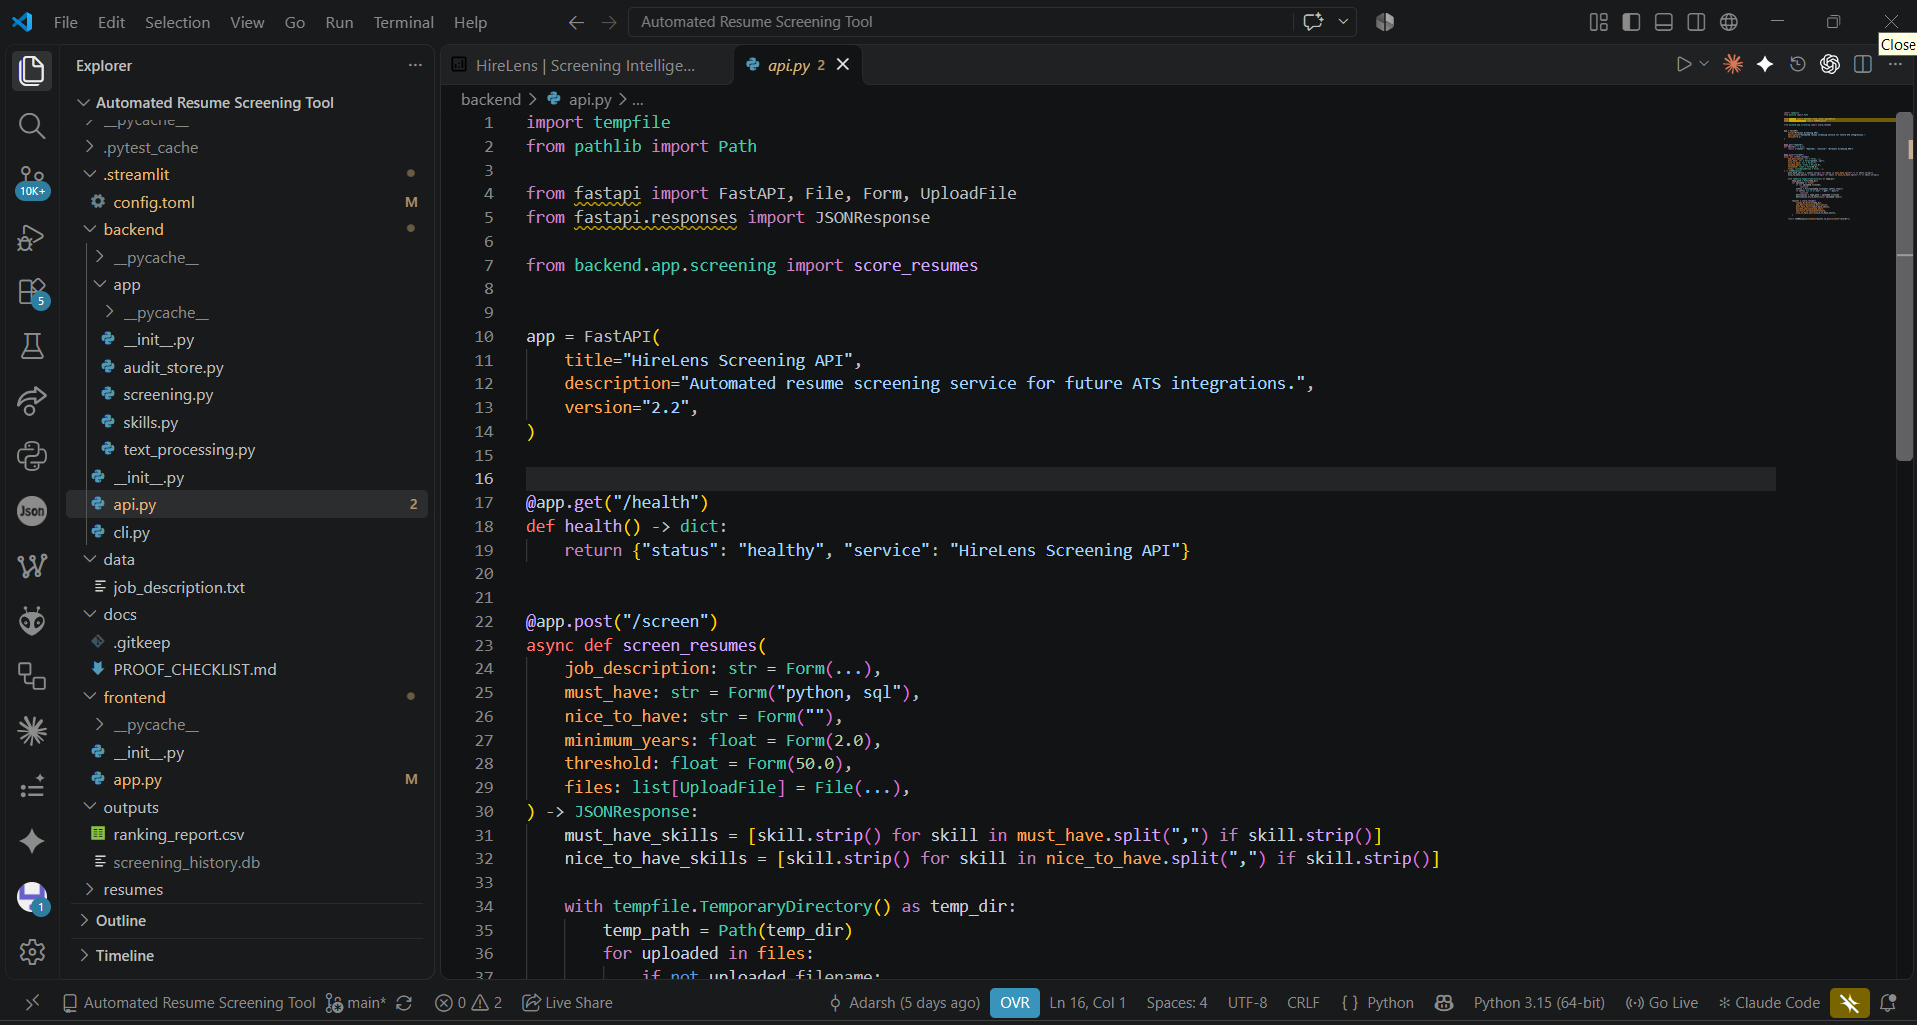 File Edit Selection View Go Run Terminal Help
Automated Resume Screening Tool
Close
Explorer
Automated Resume Screening Tool
__pycache__
.pytest_cache
.streamlit
config.toml M
backend
__pycache__
app
__pycache__
__init__.py
audit_store.py
screening.py
skills.py
text_processing.py
__init__.py
api.py 2
cli.py
data
job_description.txt
docs
.gitkeep
PROOF_CHECKLIST.md
frontend
__pycache__
__init__.py
app.py M
outputs
ranking_report.csv
screening_history.db
resumes
Outline
Timeline
10K+
5
Json
1
HireLens | Screening Intellige...
api.py 2
backend > api.py > ...
1 import tempfile
2 from pathlib import Path
3
4 from fastapi import FastAPI, File, Form, UploadFile
5 from fastapi.responses import JSONResponse
6
7 from backend.app.screening import score_resumes
8
9
10 app = FastAPI(
11 title="HireLens Screening API",
12 description="Automated resume screening service for future ATS integrations.",
13 version="2.2",
14 )
15
16
17 @app.get("/health")
18 def health() -> dict:
19 return {"status": "healthy", "service": "HireLens Screening API"}
20
21
22 @app.post("/screen")
23 async def screen_resumes(
24 job_description: str = Form(...),
25 must_have: str = Form("python, sql"),
26 nice_to_have: str = Form(""),
27 minimum_years: float = Form(2.0),
28 threshold: float = Form(50.0),
29 files: list[UploadFile] = File(...),
30 ) -> JSONResponse:
31 must_have_skills = [skill.strip() for skill in must_have.split(",") if skill.strip()]
32 nice_to_have_skills = [skill.strip() for skill in nice_to_have.split(",") if skill.strip()]
33
34 with tempfile.TemporaryDirectory() as temp_dir:
35 temp_path = Path(temp_dir)
36 for uploaded in files:
37 if not uploaded.filename:
Automated Resume Screening Tool main* 0 2 Live Share Adarsh (5 days ago) OVR Ln 16, Col 1 Spaces: 4 UTF-8 CRLF { } Python Python 3.15 (64-bit) Go Live Claude Code